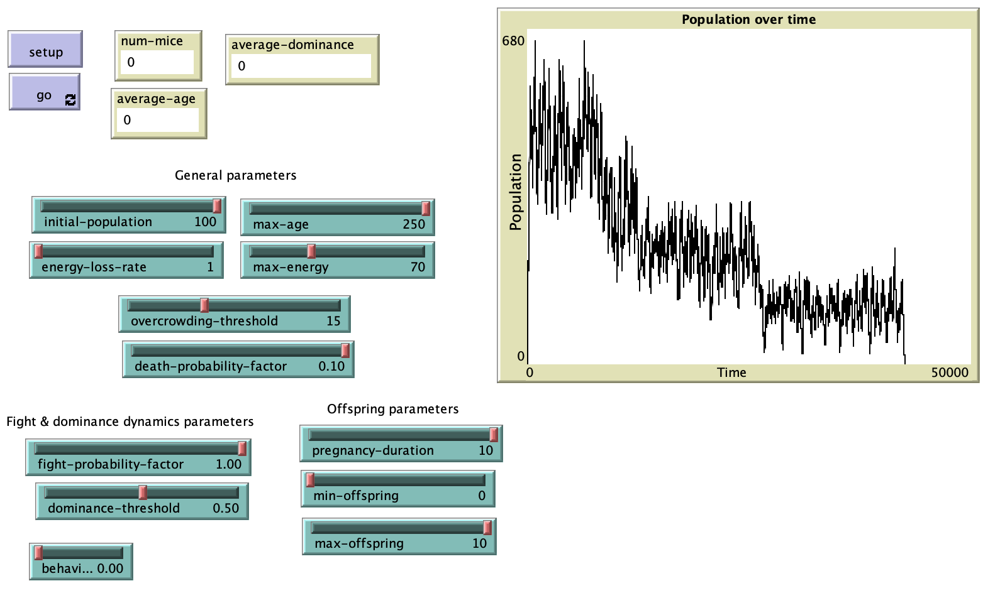 setup
go
num-mice
0
average-dominance
0
average-age
0
General parameters
initial-population 100
max-age 250
energy-loss-rate 1
max-energy 70
overcrowding-threshold 15
death-probability-factor 0.10
Fight & dominance dynamics parameters
fight-probability-factor 1.00
dominance-threshold 0.50
behavi... 0.00
Offspring parameters
pregnancy-duration 10
min-offspring 0
max-offspring 10
Population over time
680
Population
0
0 Time 50000